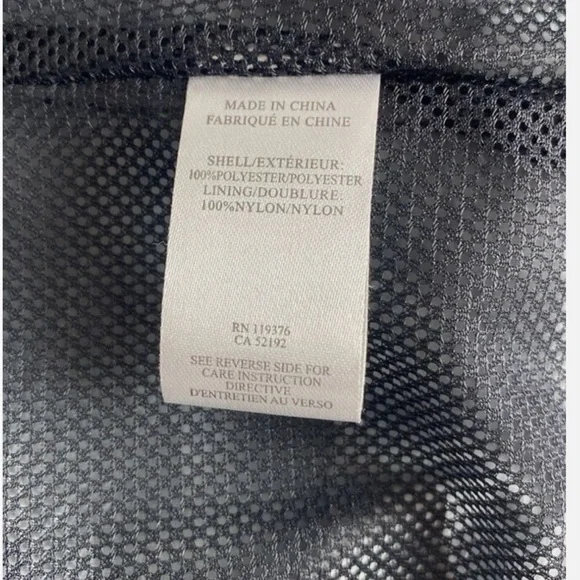 MADE IN CHINA
FABRIQUÉ EN CHINE
SHELL/EXTÉRIEUR:
100%POLYESTER/POLYESTER
LINING/DOUBLURE:
100%NYLON/NYLON
RN 119376
CA 52192
SEE REVERSE SIDE FOR
CARE INSTRUCTION
DIRECTIVE
D'ENTRETIEN AU VERSO